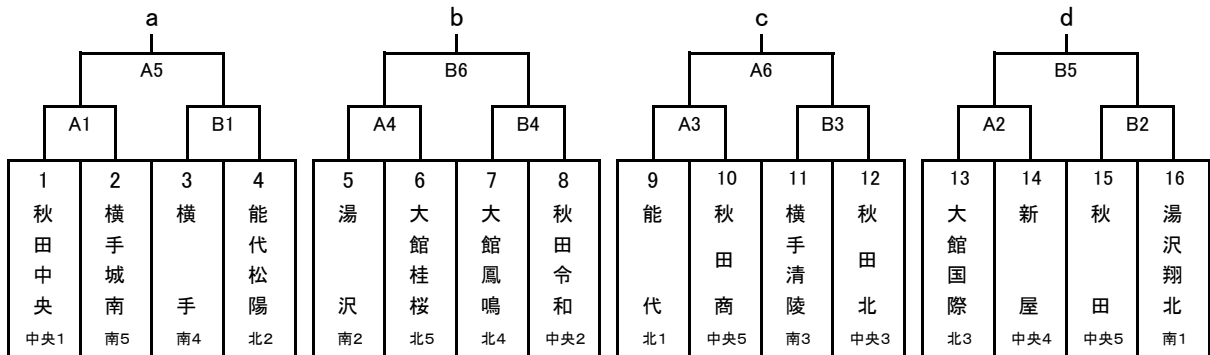 a b c d
A5 B6 A6 B5
A1 B1 A4 B4 A3 B3 A2 B2
1 2 3 4 5 6 7 8 9 10 11 12 13 14 15 16
秋田中央
横手城南
横手
能代松陽
湯沢
大館桂桜
大館鳳鳴
秋田令和
能代
秋田商
横手清陵
秋田北
大館国際
新屋
秋田
湯沢翔北
中央1 南5 南4 北2 南2 北5 北4 中央2 北1 中央5 南3 中央3 北3 中央4 中央5 南1